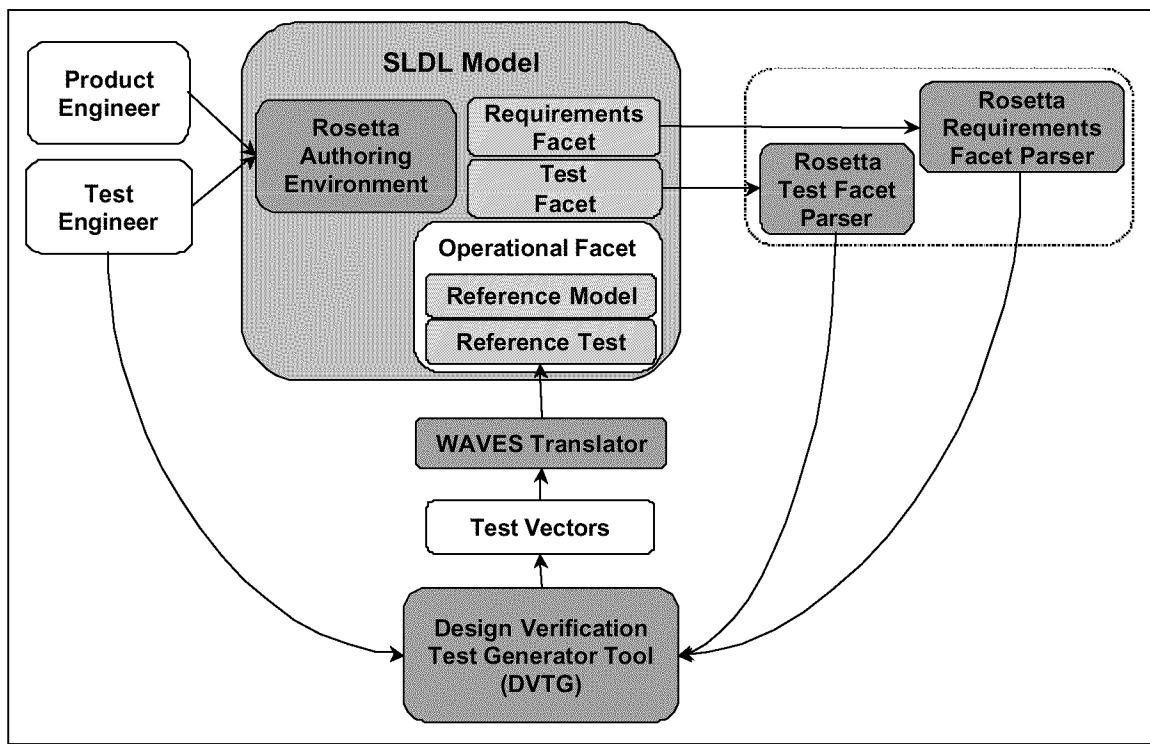 SLDL Model
Product
Engineer
Test
Engineer
Rosetta
Authoring
Environment
Requirements
Facet
Test
Facet
Operational Facet
Reference Model
Reference Test
Rosetta
Requirements
Facet Parser
Rosetta
Test Facet
Parser
WAVES Translator
Test Vectors
Design Verification
Test Generator Tool
(DVTG)